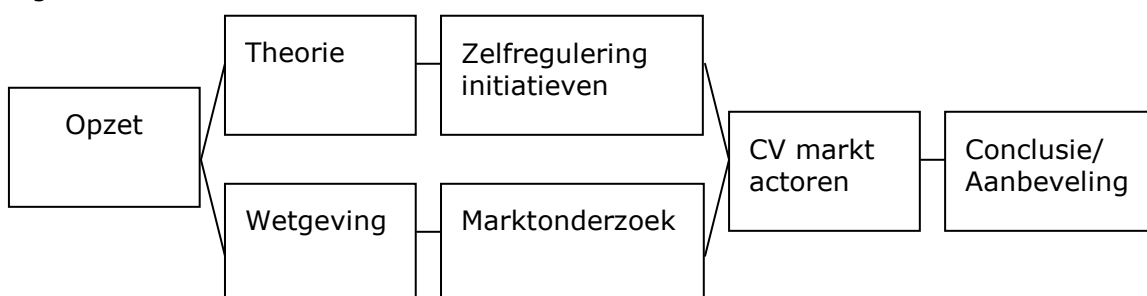 Theorie
Zelfregulering
initiatieven
Opzet
CV markt
actoren
Conclusie/
Aanbeveling
Wetgeving
Marktonderzoek